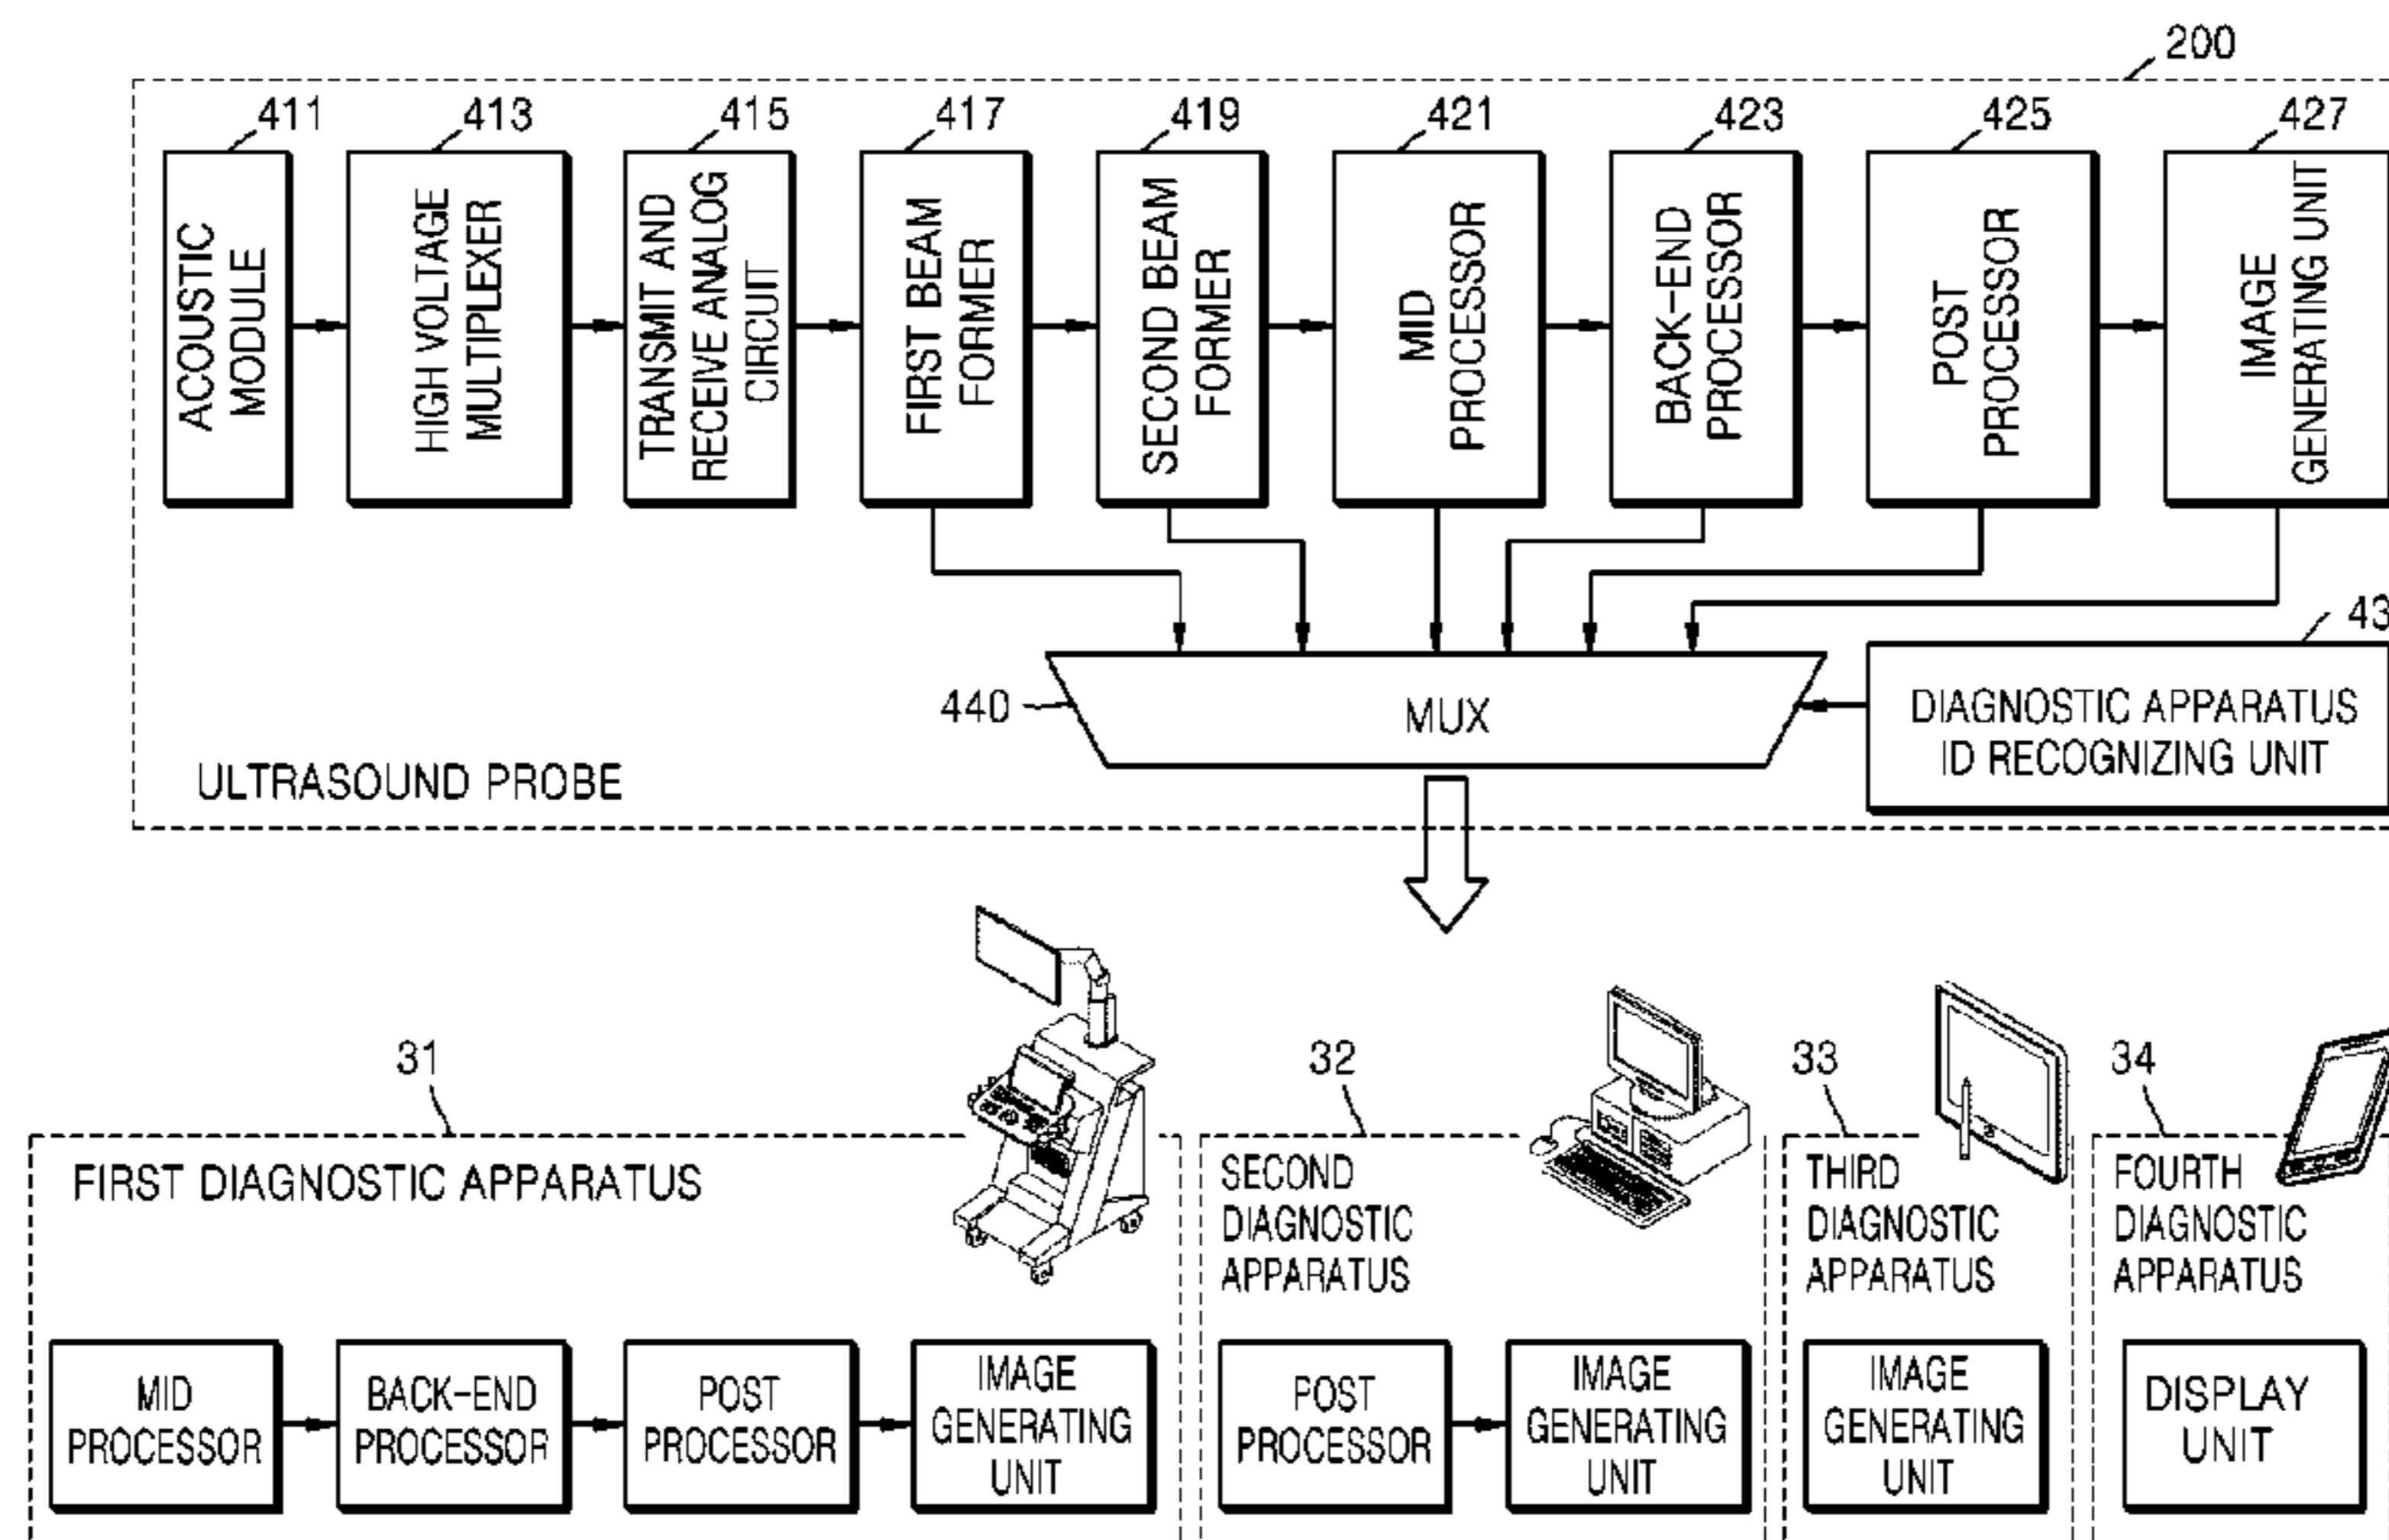 200
411
413
415
417
419
421
423
425
427
ACOUSTIC
MODULE
HIGH VOLTAGE
MULTIPLEXER
TRANSMIT AND
RECEIVE ANALOG
CIRCUIT
FIRST BEAM
FORMER
SECOND BEAM
FORMER
MID
PROCESSOR
BACK-END
PROCESSOR
POST
PROCESSOR
IMAGE
GENERATING UNIT
43
440
MUX
DIAGNOSTIC APPARATUS
ID RECOGNIZING UNIT
ULTRASOUND PROBE
31
32
33
34
FIRST DIAGNOSTIC APPARATUS
SECOND
DIAGNOSTIC
APPARATUS
THIRD
DIAGNOSTIC
APPARATUS
FOURTH
DIAGNOSTIC
APPARATUS
MID
PROCESSOR
BACK-END
PROCESSOR
POST
PROCESSOR
IMAGE
GENERATING
UNIT
POST
PROCESSOR
IMAGE
GENERATING
UNIT
IMAGE
GENERATING
UNIT
DISPLAY
UNIT